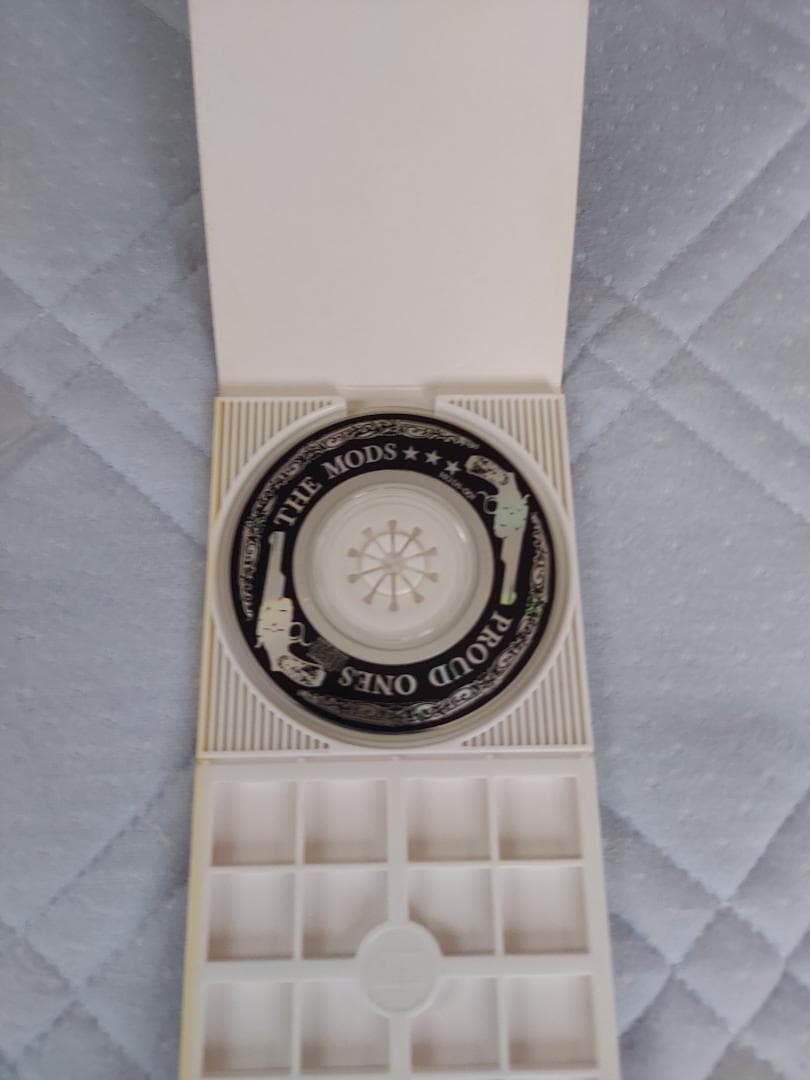 THE MODS★★★
PROUD ONES